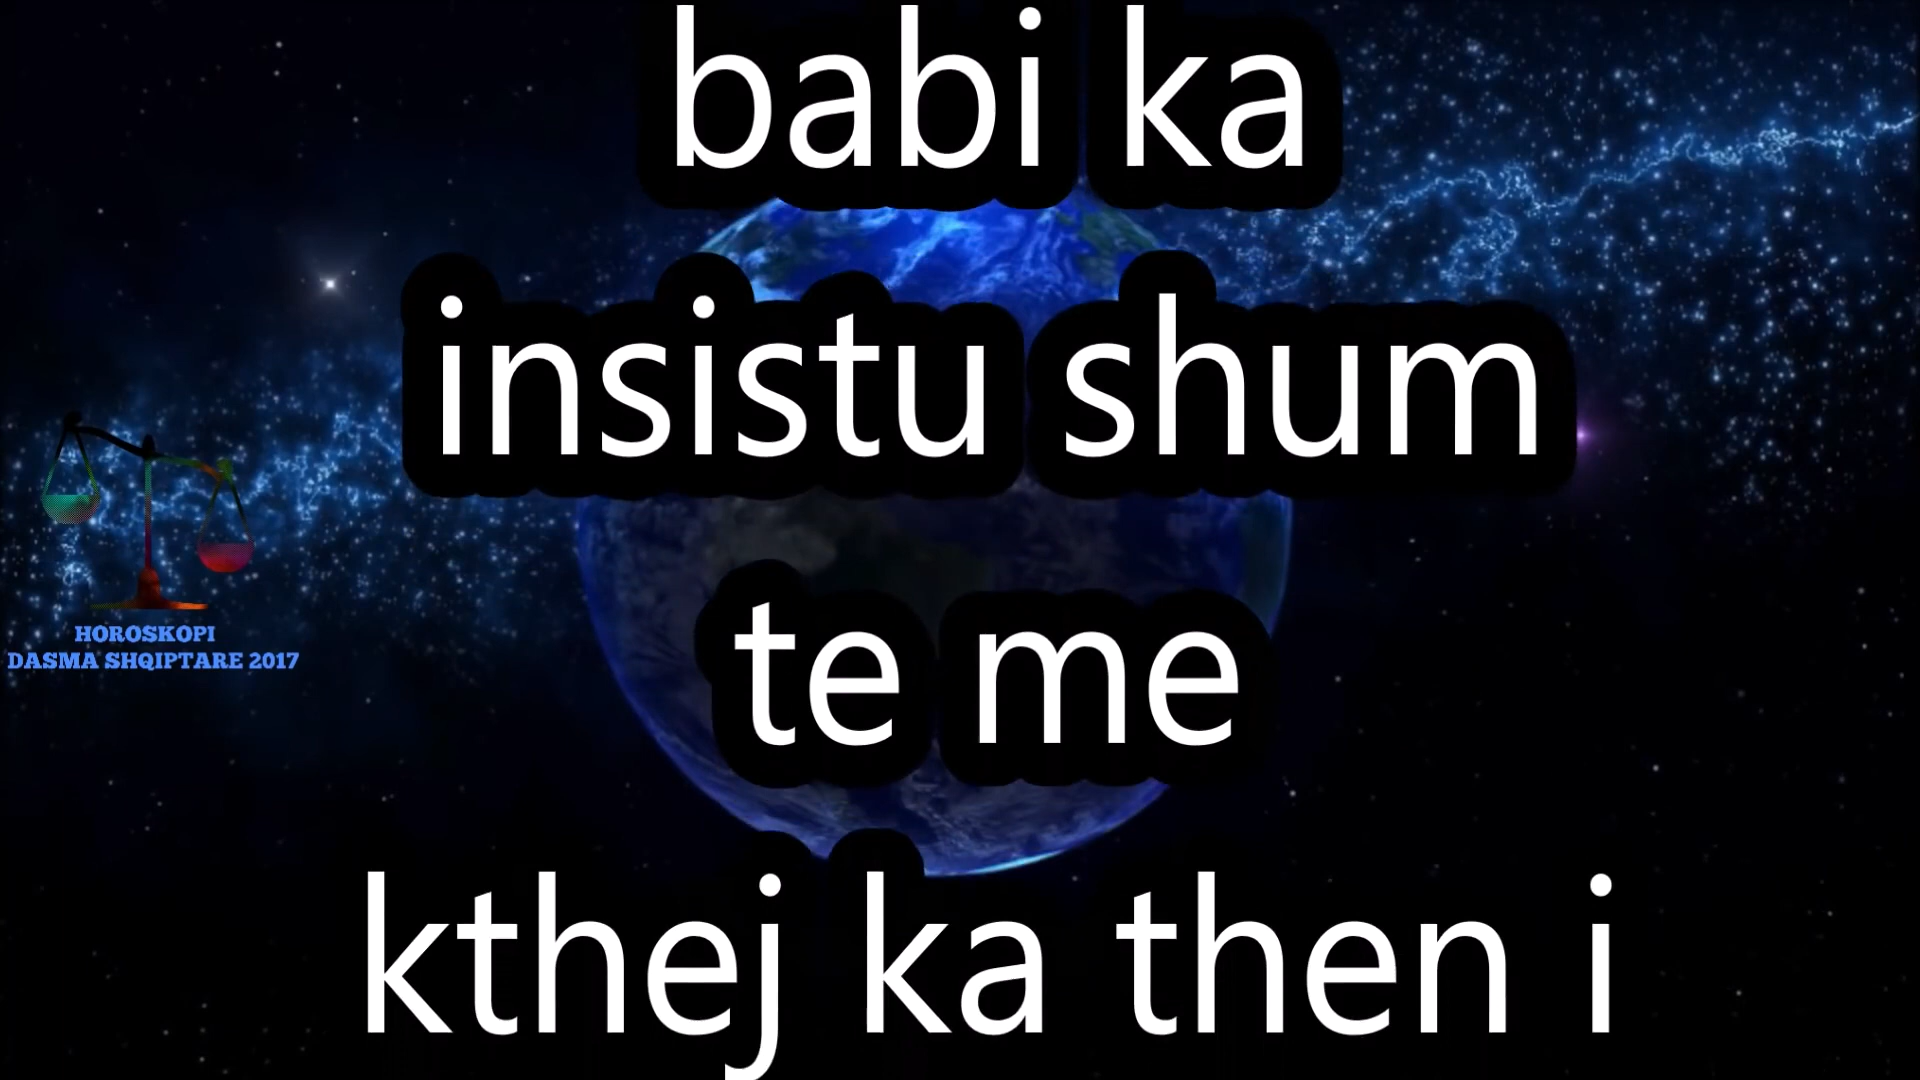 babi ka
insistu shum
te me
kthej ka then i
HOROSKOPI
DASMA SHQIPTARE 2017